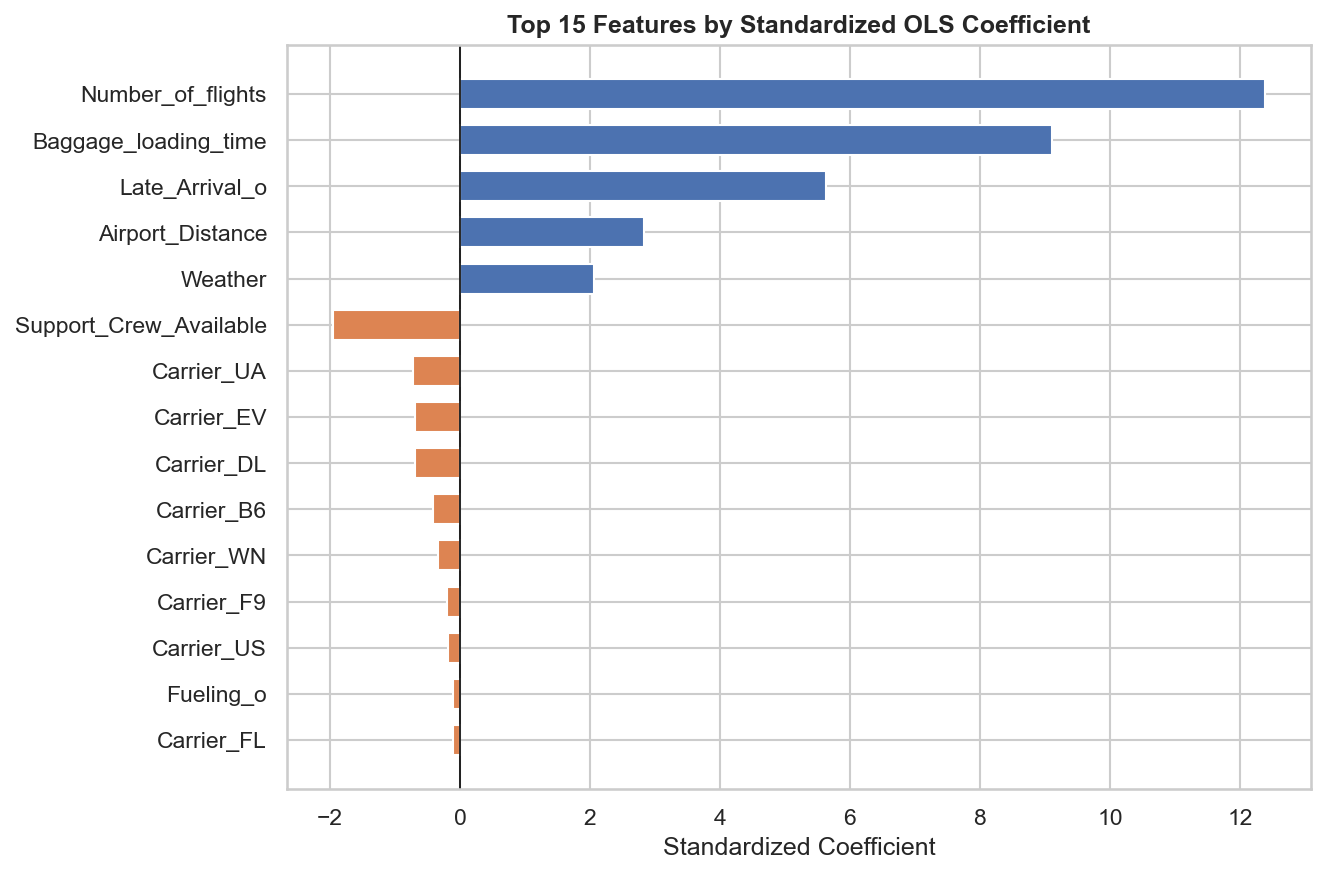 Top 15 Features by Standardized OLS Coefficient
Number_of_flights
Baggage_loading_time
Late_Arrival_o
Airport_Distance
Weather
Support_Crew_Available
Carrier_UA
Carrier_EV
Carrier_DL
Carrier_B6
Carrier_WN
Carrier_F9
Carrier_US
Fueling_o
Carrier_FL
−2 0 2 4 6 8 10 12
Standardized Coefficient